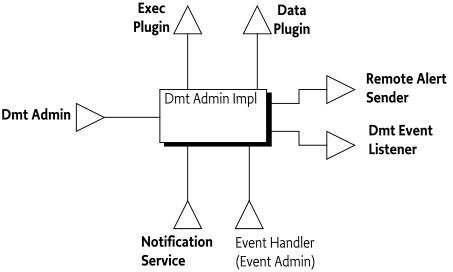 Exec
Plugin
Data
Plugin
Dmt Admin Impl
Remote Alert
Sender
Dmt Admin
Dmt Event
Listener
Notification
Service
Event Handler
(Event Admin)